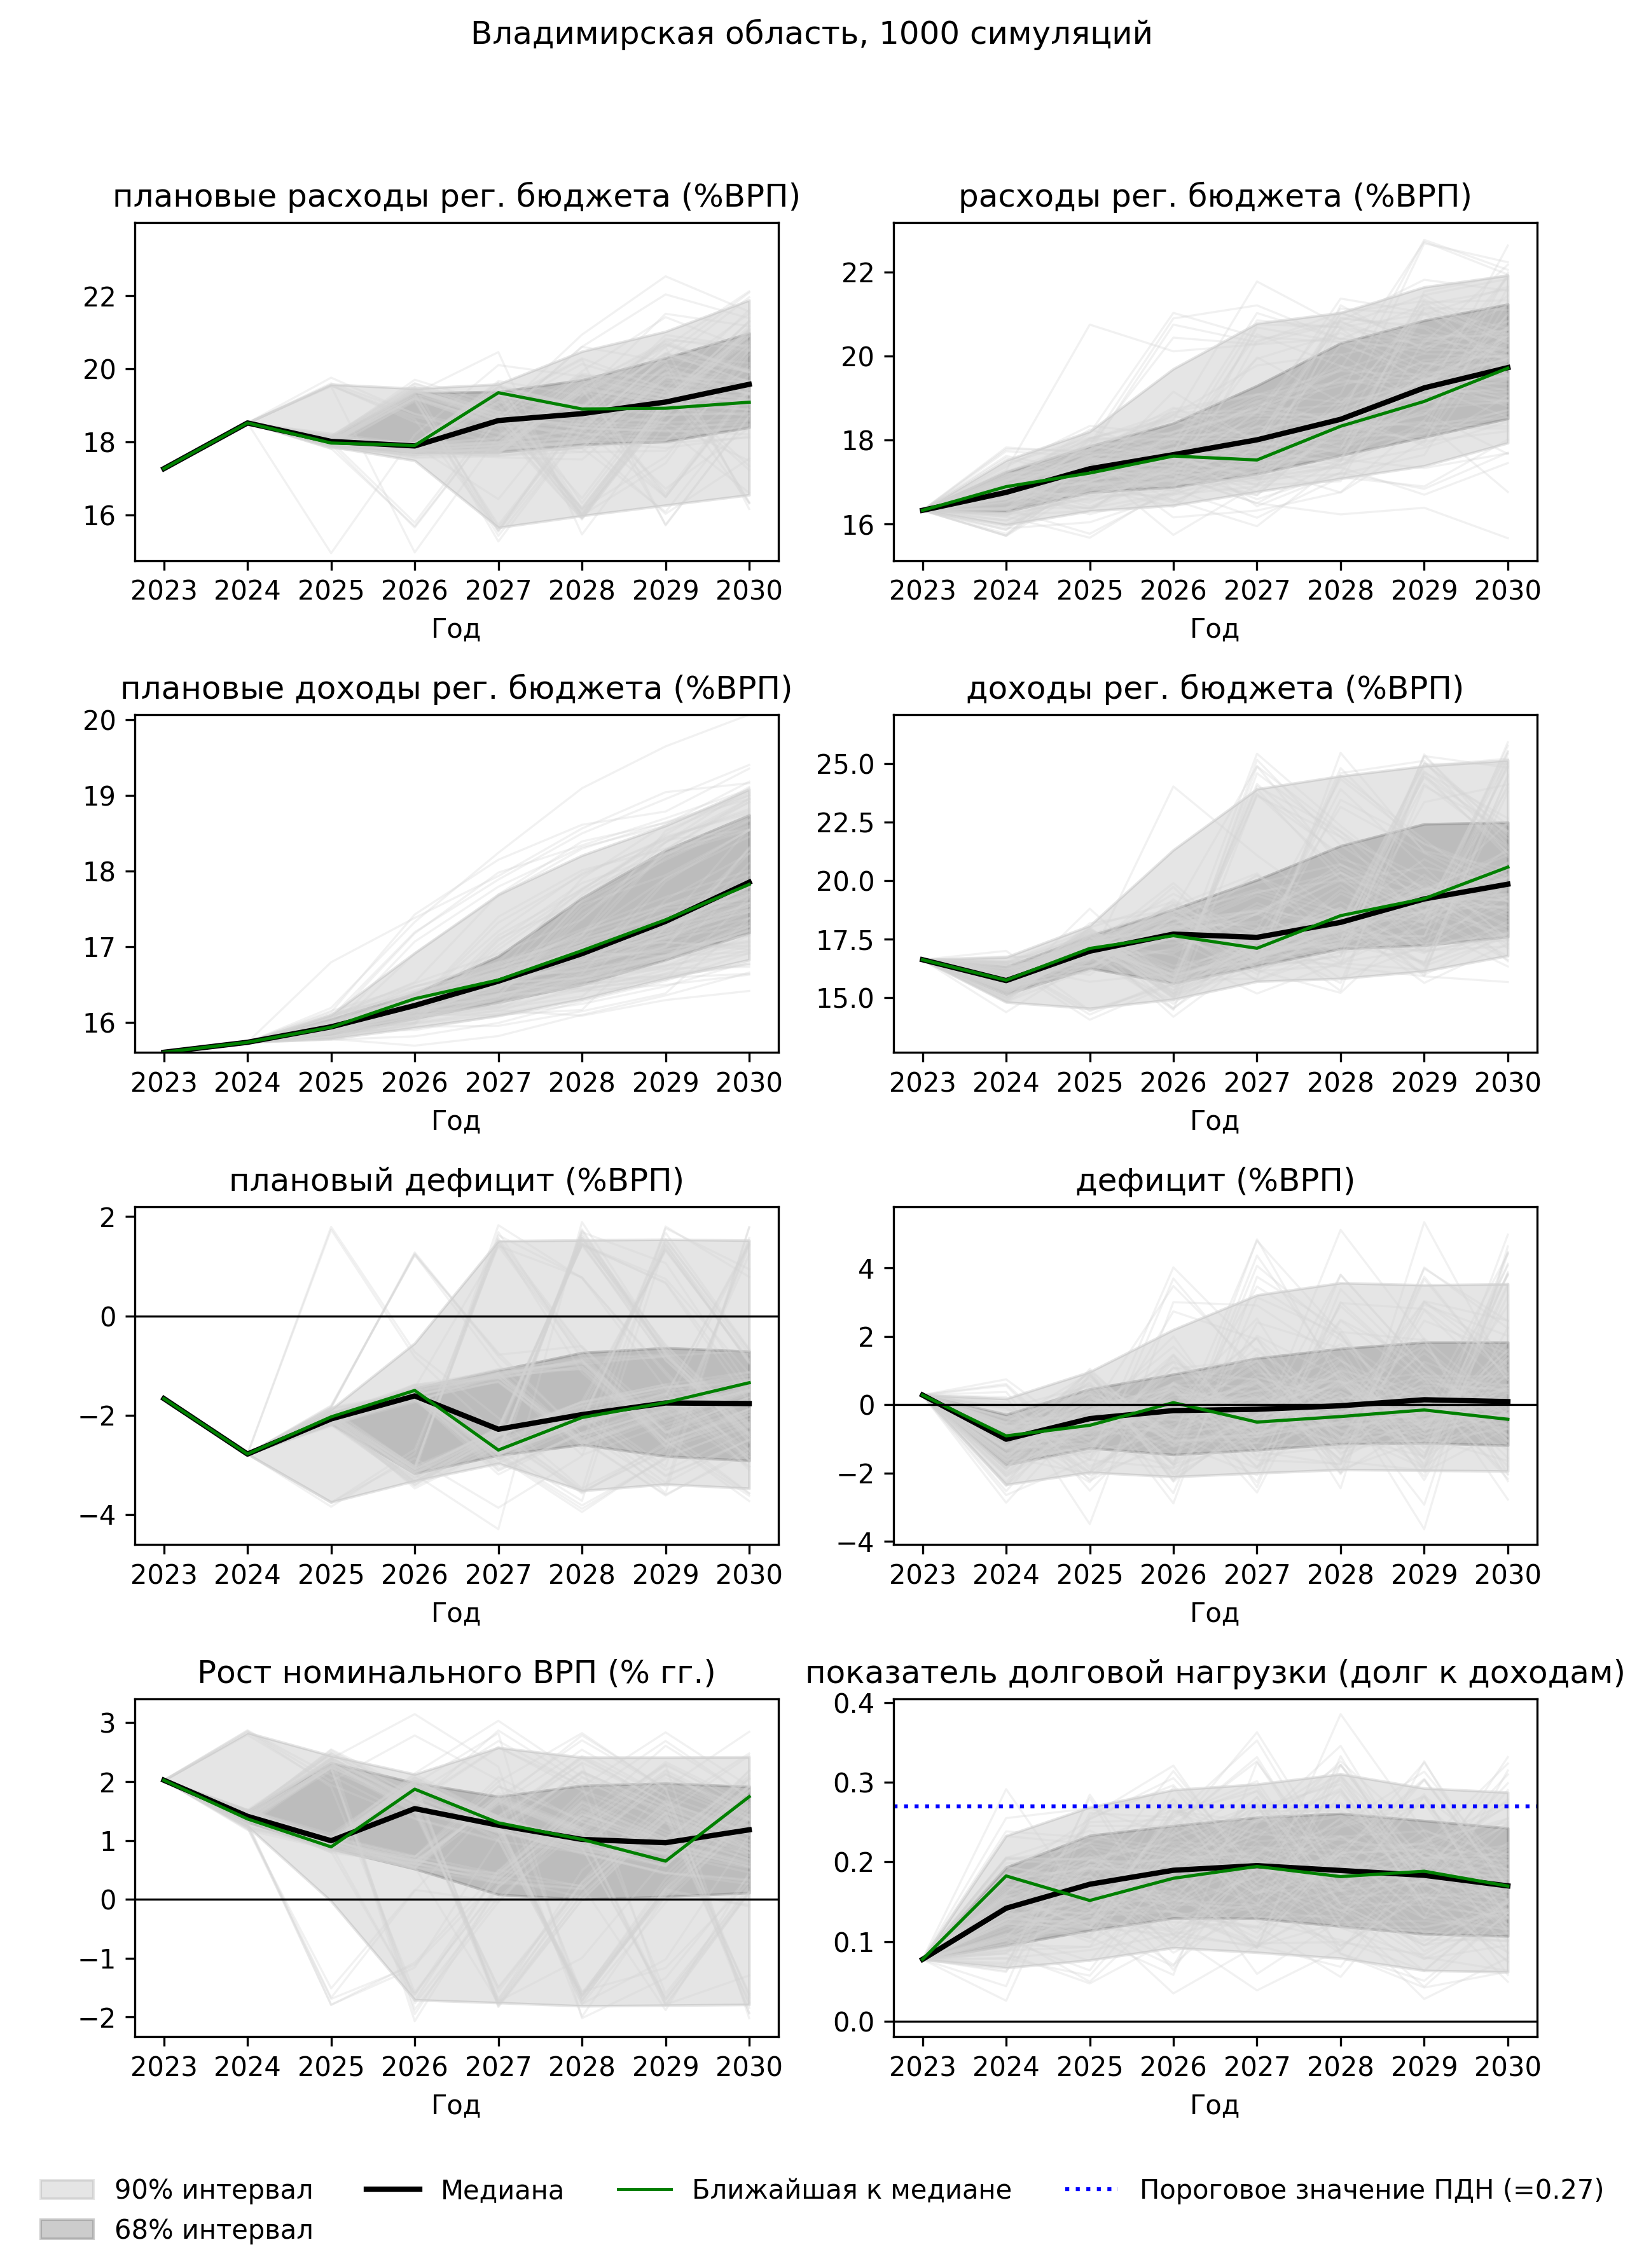 Владимирская область, 1000 симуляций
плановые расходы рег. бюджета (%ВРП)
22
20
18
16
2023 2024 2025 2026 2027 2028 2029 2030
Год
расходы рег. бюджета (%ВРП)
22
20
18
16
2023 2024 2025 2026 2027 2028 2029 2030
Год
плановые доходы рег. бюджета (%ВРП)
20
19
18
17
16
2023 2024 2025 2026 2027 2028 2029 2030
Год
доходы рег. бюджета (%ВРП)
25.0
22.5
20.0
17.5
15.0
2023 2024 2025 2026 2027 2028 2029 2030
Год
плановый дефицит (%ВРП)
2
0
−2
−4
2023 2024 2025 2026 2027 2028 2029 2030
Год
дефицит (%ВРП)
4
2
0
−2
−4
2023 2024 2025 2026 2027 2028 2029 2030
Год
Рост номинального ВРП (% гг.)
3
2
1
0
−1
−2
2023 2024 2025 2026 2027 2028 2029 2030
Год
показатель долговой нагрузки (долг к доходам)
0.4
0.3
0.2
0.1
0.0
2023 2024 2025 2026 2027 2028 2029 2030
Год
90% интервал
68% интервал
Медиана
Ближайшая к медиане
Пороговое значение ПДН (=0.27)